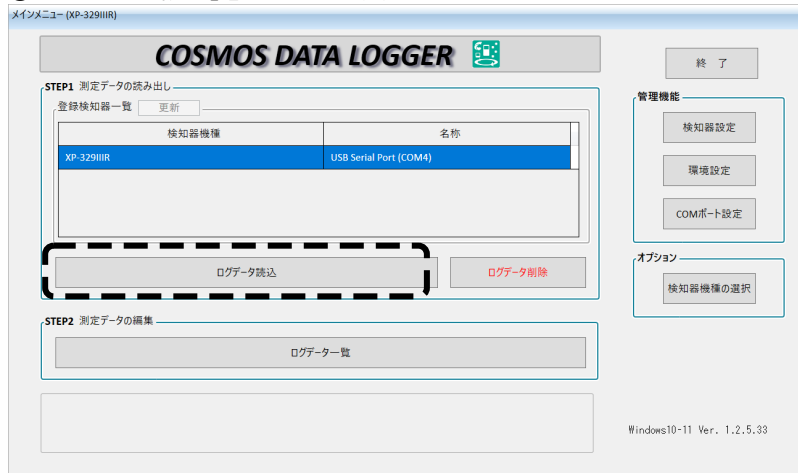 メインメニュー (XP-329IIIR)
COSMOS DATA LOGGER
終 了
STEP1 測定データの読み出し
登録検知器一覧 更新
検知器機種 名称
XP-329IIIR USB Serial Port (COM4)
ログデータ読込 ログデータ削除
STEP2 測定データの編集
ログデータ一覧
管理機能
検知器設定
環境設定
COMポート設定
オプション
検知器機種の選択
Windows10-11 Ver. 1.2.5.33